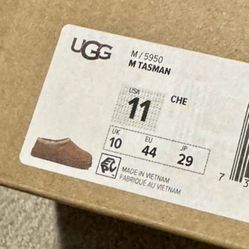 UGG
M / 5950
M TASMAN
USA
11
CHE
UK EU JP
10 44 29
7 3
MADE IN VIETNAM
FABRIQUÉ AU VIETNAM